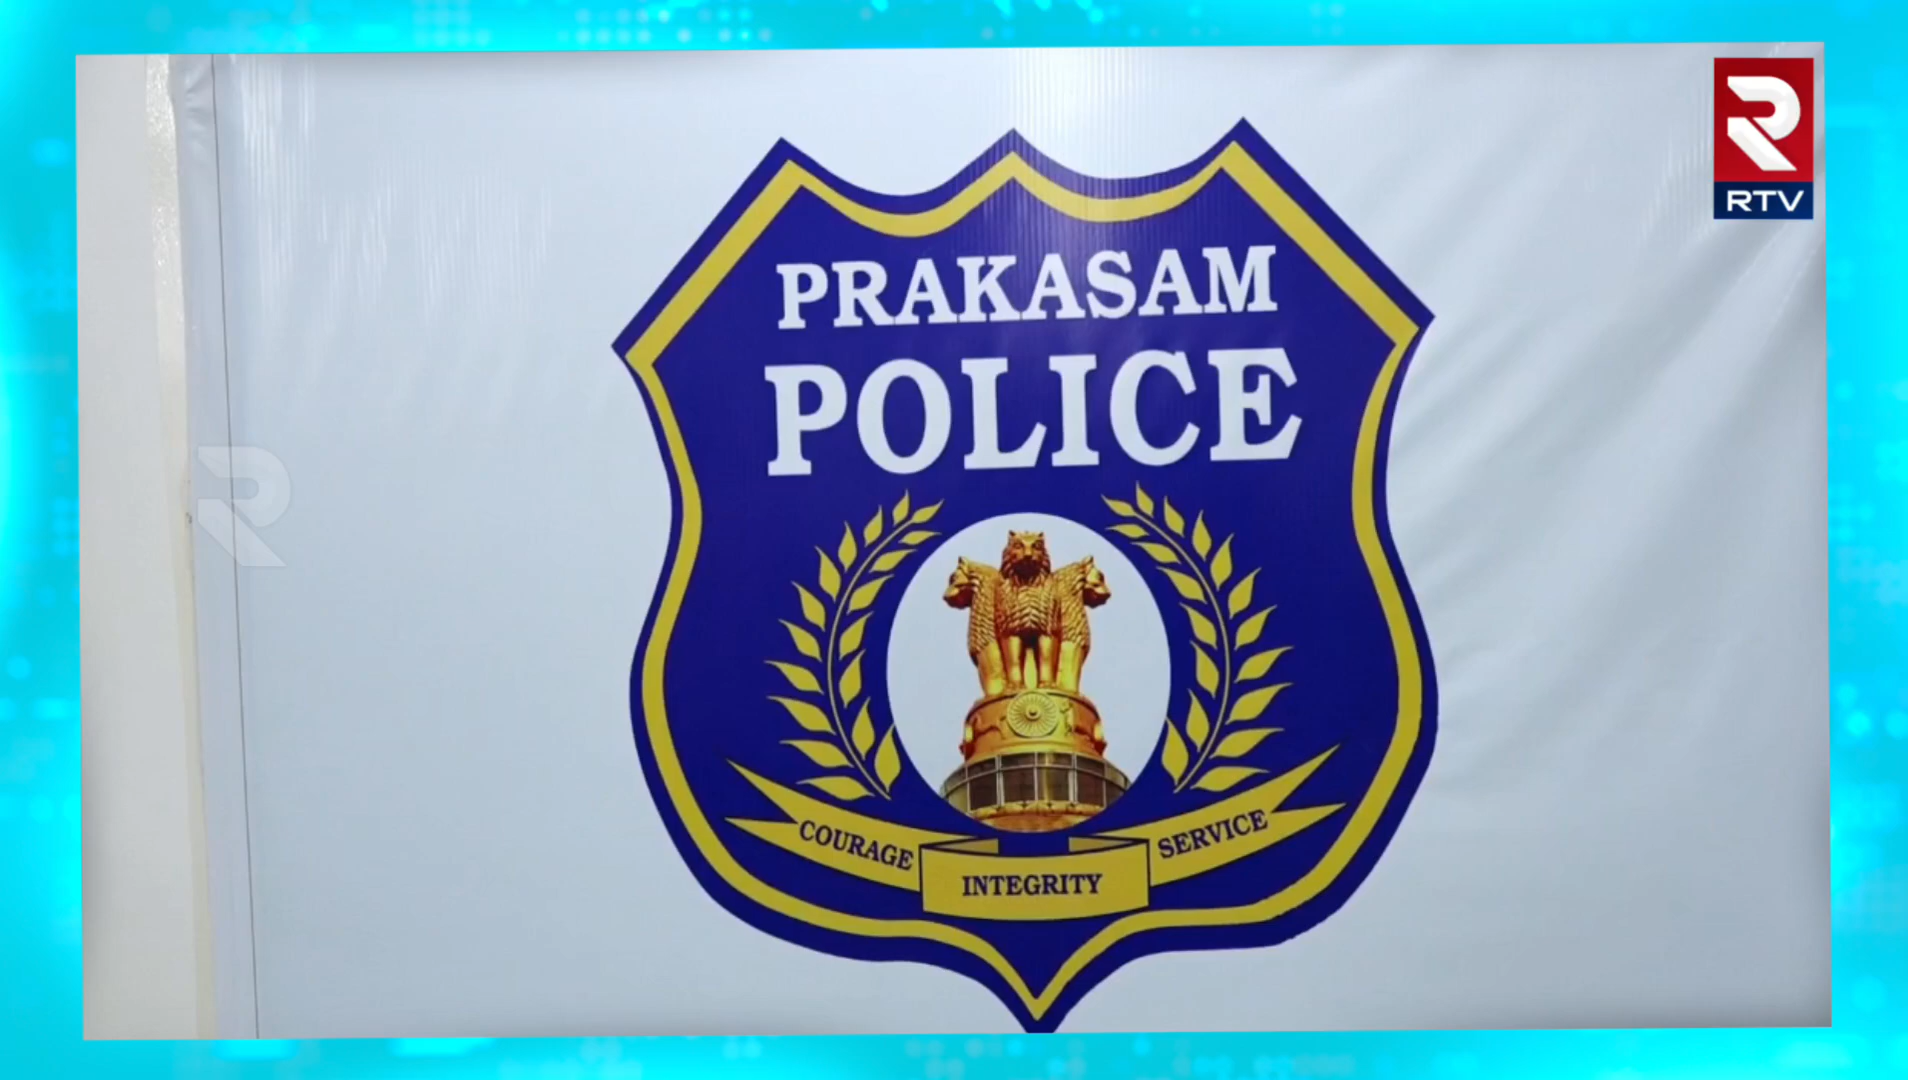 RTV
PRAKASAM
POLICE
COURAGE
INTEGRITY
SERVICE